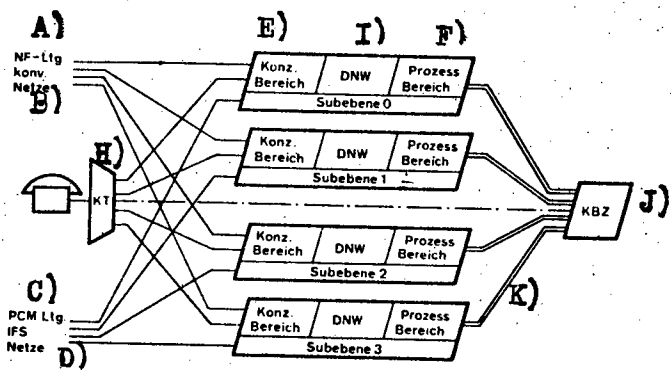 A)
E)
I)
F)
NF-Ltg
konv.
Netze
B)
Konz.
Bereich
DNW
Prozess
Bereich
Subebene 0
H)
KT
Konz.
Bereich
DNW
Prozess
Bereich
Subebene 1
J)
KBZ
Konz.
Bereich
DNW
Prozess
Bereich
Subebene 2
C)
K)
PCM Ltg.
IFS
Netze
D)
Konz.
Bereich
DNW
Prozess
Bereich
Subebene 3